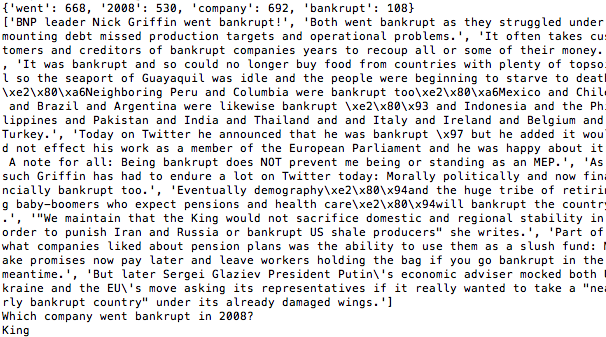 {'went': 668, '2008': 530, 'company': 692, 'bankrupt': 108}
['BNP leader Nick Griffin went bankrupt!', 'Both went bankrupt as they struggled under
mounting debt missed production targets and operational problems.', 'It often takes cus
tomers and creditors of bankrupt companies years to recoup all or some of their money.
, 'It was bankrupt and so could no longer buy food from countries with plenty of topso
l so the seaport of Guayaquil was idle and the people were beginning to starve to deat
\xe2\x80\xa6Neighboring Peru and Columbia were bankrupt too\xe2\x80\xa6Mexico and Chil
 and Brazil and Argentina were likewise bankrupt \xe2\x80\x93 and Indonesia and the Ph
lippines and Pakistan and India and Thailand and and Italy and Ireland and Belgium and
Turkey.', 'Today on Twitter he announced that he was bankrupt \x97 but he added it wou
d not effect his work as a member of the European Parliament and he was happy about it
 A note for all: Being bankrupt does NOT prevent me being or standing as an MEP.', 'As
such Griffin has had to endure a lot on Twitter today: Morally politically and now fina
ncially bankrupt too.', 'Eventually demography\xe2\x80\x94and the huge tribe of retiri
g baby-boomers who expect pensions and health care\xe2\x80\x94will bankrupt the countr
.', '"We maintain that the King would not sacrifice domestic and regional stability in
order to punish Iran and Russia or bankrupt US shale producers" she writes.', 'Part of
what companies liked about pension plans was the ability to use them as a slush fund: M
ake promises now pay later and leave workers holding the bag if you go bankrupt in the
meantime.', 'But later Sergei Glaziev President Putin\'s economic adviser mocked both
kraine and the EU\'s move asking its representatives if it really wanted to take a "nea
rly bankrupt country" under its already damaged wings.']
Which company went bankrupt in 2008?
King